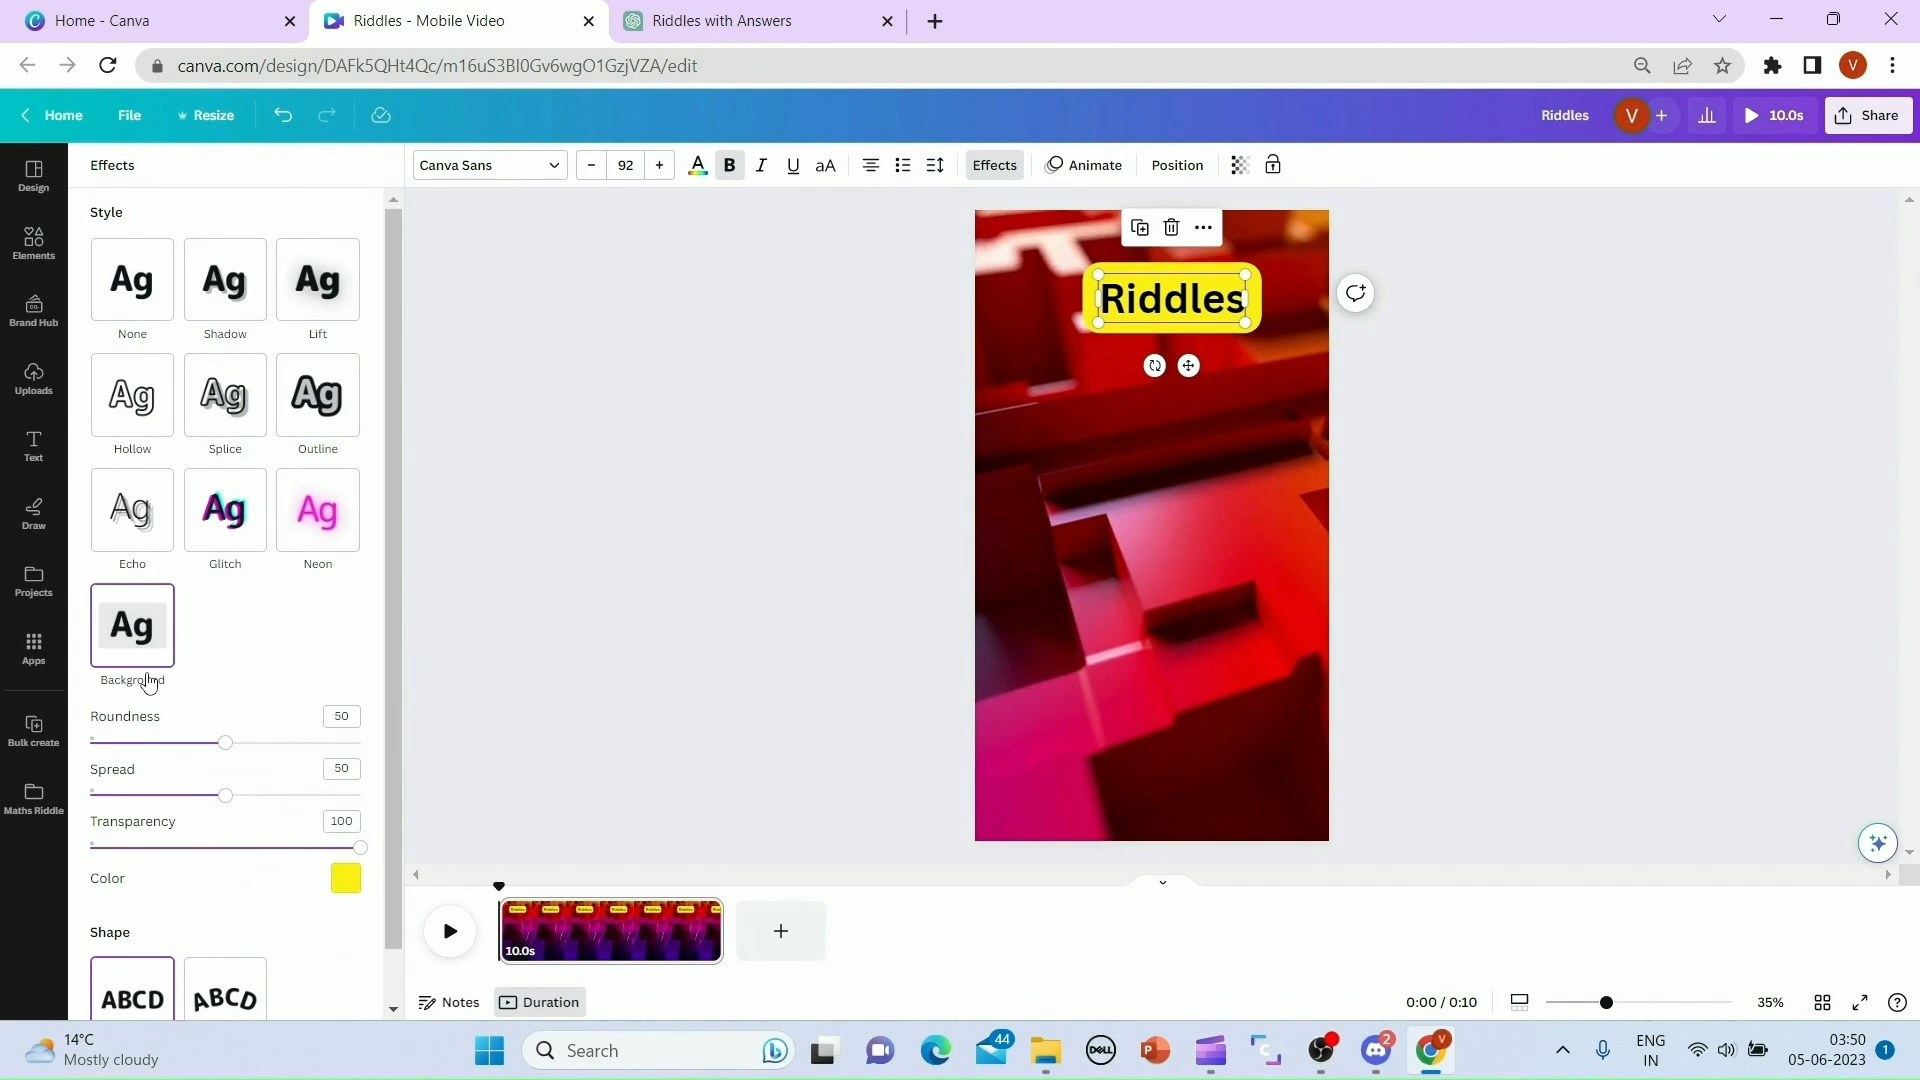 Home - Canva
Riddles - Mobile Video
Riddles with Answers
canva.com/design/DAFk5QHt4Qc/m16uS3BI0Gv6wgO1GzjVZA/edit
V
Home
File
Resize
Riddles
V
10.0s
Share
Design
Elements
Brand Hub
Uploads
Text
Draw
Projects
Apps
Bulk create
Maths Riddle
Effects
Canva Sans
92
B
I
U
aA
Effects
Animate
Position
Style
Ag
Ag
Ag
None
Shadow
Lift
Ag
Ag
Ag
Hollow
Splice
Outline
Ag
Ag
Ag
Echo
Glitch
Neon
Ag
Background
Roundness
50
Spread
50
Transparency
100
Color
Shape
ABCD
ABCD
Riddles
10.0s
Notes
Duration
0:00 / 0:10
35%
14°C
Mostly cloudy
Search
44
DELL
P
2
V
ENG
IN
03:50
05-06-2023
1